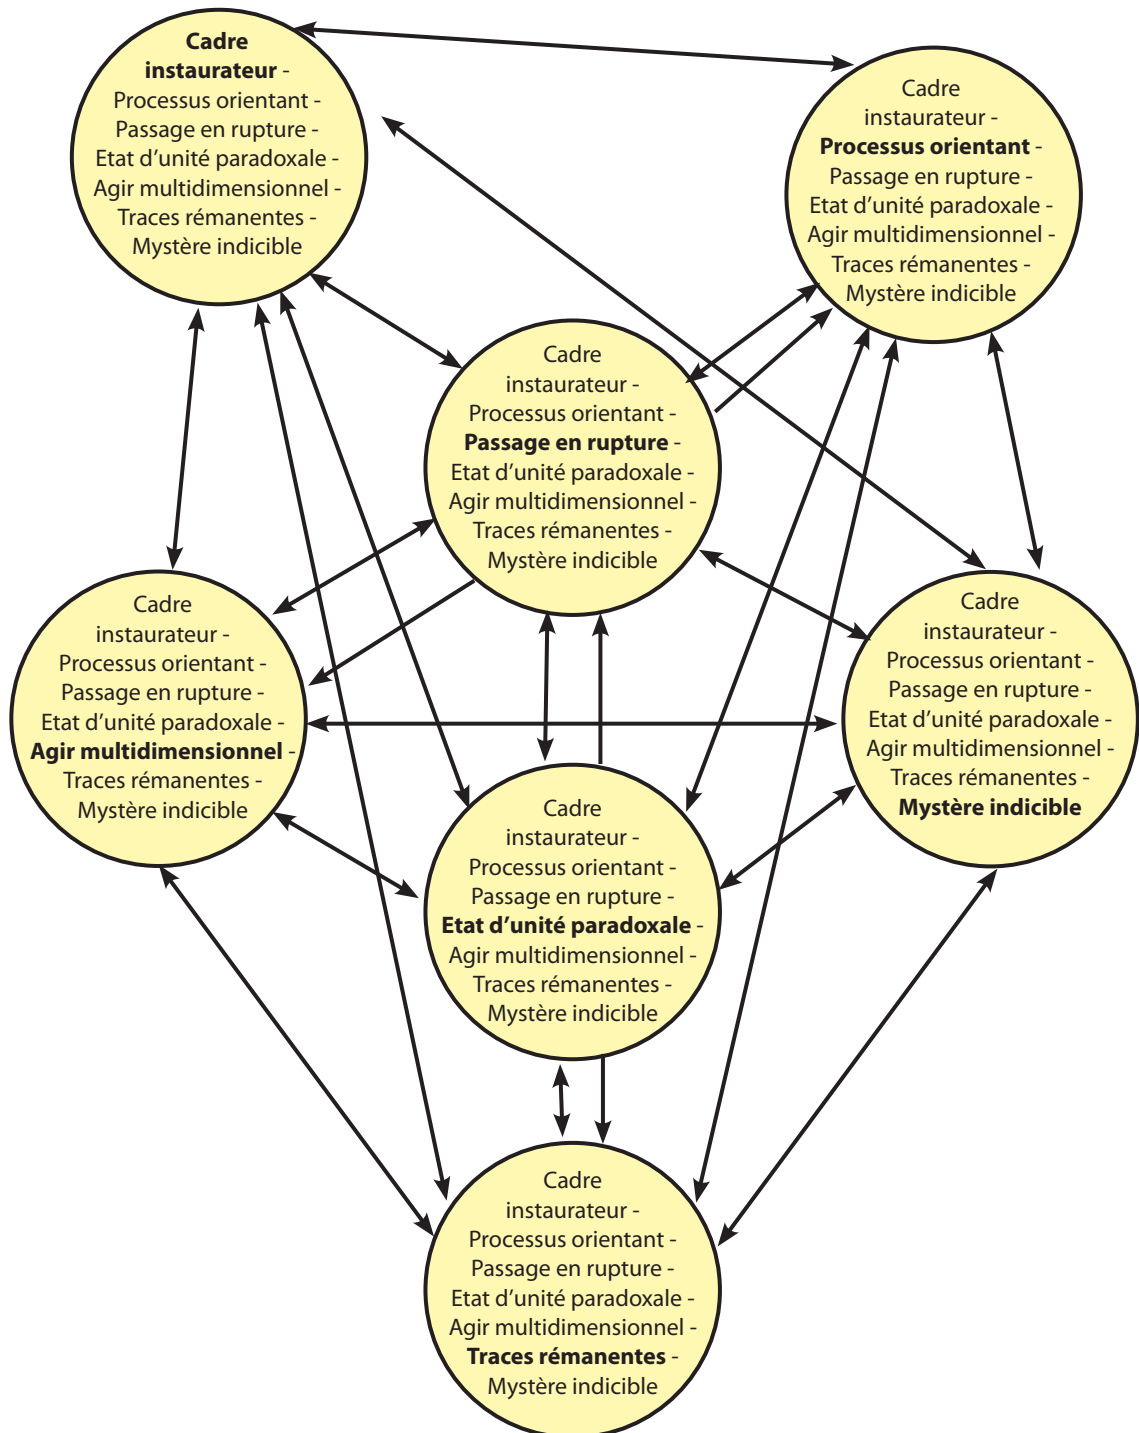 Cadre
instaurateur -
Processus orientant -
Passage en rupture -
Etat d’unité paradoxale -
Agir multidimensionnel -
Traces rémanentes -
Mystère indicible
Cadre
instaurateur -
Processus orientant -
Passage en rupture -
Etat d’unité paradoxale -
Agir multidimensionnel -
Traces rémanentes -
Mystère indicible
Cadre
instaurateur -
Processus orientant -
Passage en rupture -
Etat d’unité paradoxale -
Agir multidimensionnel -
Traces rémanentes -
Mystère indicible
Cadre
instaurateur -
Processus orientant -
Passage en rupture -
Etat d’unité paradoxale -
Agir multidimensionnel -
Traces rémanentes -
Mystère indicible
Cadre
instaurateur -
Processus orientant -
Passage en rupture -
Etat d’unité paradoxale -
Agir multidimensionnel -
Traces rémanentes -
Mystère indicible
Cadre
instaurateur -
Processus orientant -
Passage en rupture -
Etat d’unité paradoxale -
Agir multidimensionnel -
Traces rémanentes -
Mystère indicible
Cadre
instaurateur -
Processus orientant -
Passage en rupture -
Etat d’unité paradoxale -
Agir multidimensionnel -
Traces rémanentes -
Mystère indicible